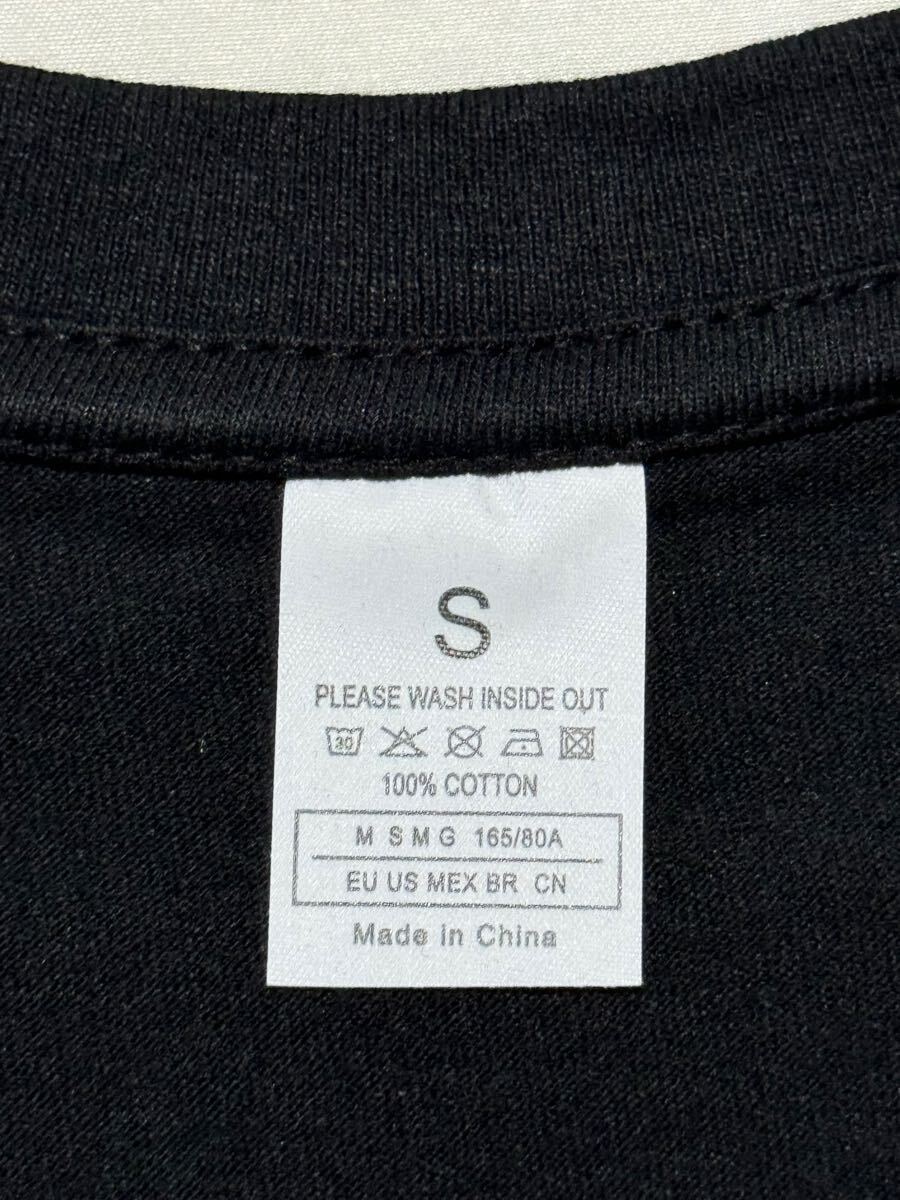 S
PLEASE WASH INSIDE OUT
30
100% COTTON
M S M G 165/80A
EU US MEX BR CN
Made in China